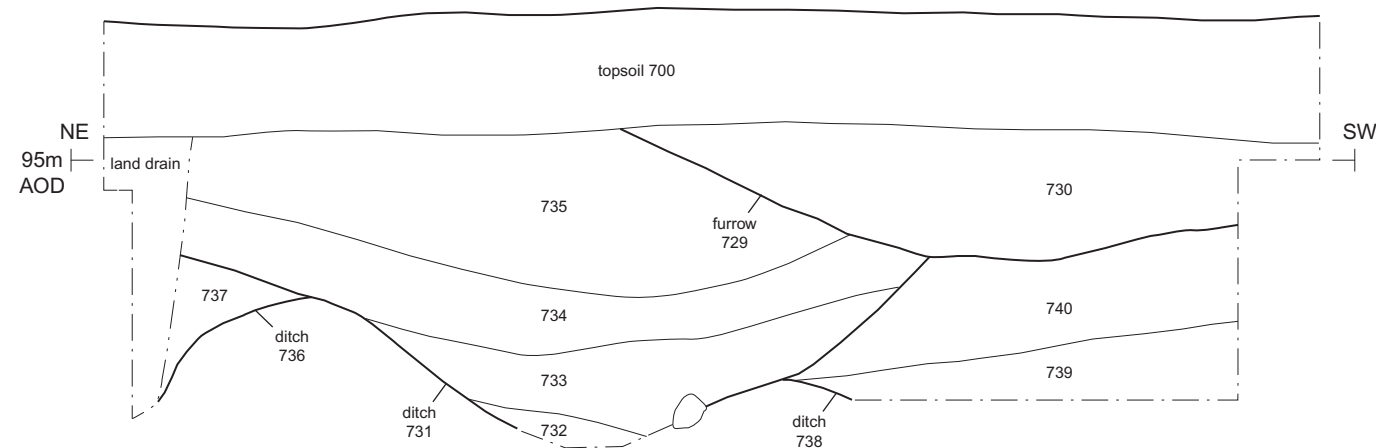 topsoil 700
NE
SW
95m
AOD
land drain
735
730
furrow
729
737
734
740
ditch
736
733
739
ditch
731
732
ditch
738